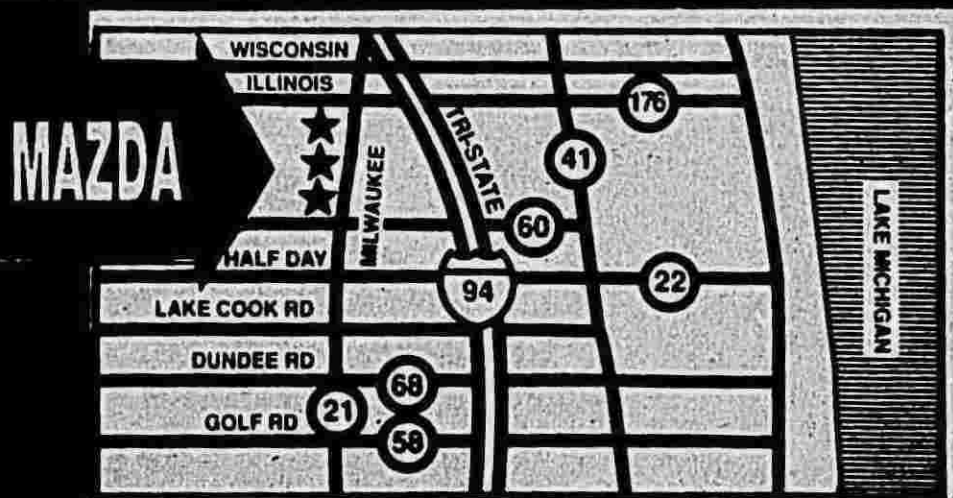 WISCONSIN
ILLINOIS
176
MAZDA
TRI-STATE
41
MILWAUKEE
60
LAKE MCHGAN
HALF DAY
94
22
LAKE COOK RD
DUNDEE RD
68
21
GOLF RD
58